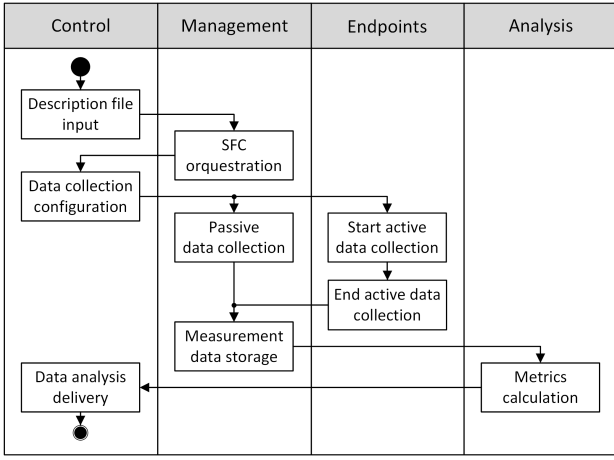 Control
Management
Endpoints
Analysis
Description file
input
SFC
orquestration
Data collection
configuration
Passive
data collection
Start active
data collection
End active data
collection
Measurement
data storage
Data analysis
delivery
Metrics
calculation